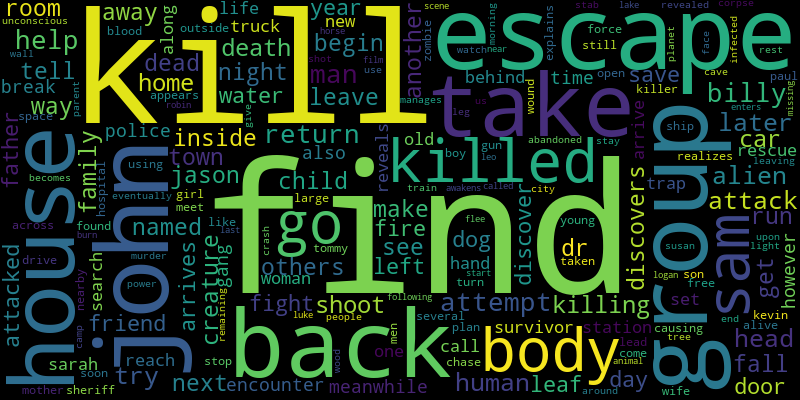 room
unconscious
away
along
life
year
truck
new
outside
shot
horse
scene
stab
lake
revealed
corpse
kill
escape
help
blood
death
begin
another
zombie
watch
morning
near
explains
force
still
planet
face
infected
rest
tell
wall
dead
night
man
film
use
behind
time
open
save
cave
paul
break
space
parent
appears
home
robin
give
water
leave
manages
leg
us
wound
killer
billy
missing
way
take
abandoned
stay
arrive
enters
father
police
inside
return
reveals
old
gun
boy
leo
ship
later
car
rescue
house
becomes
family
hospital
john
using
town
also
killed
train
awakens
called
city
realizes
leaving
eventually
jason
child
discover
trap
alien
girl
meet
large
make
flee
discovers
group
attack
across
found
burn
named
like
last
find
go
fire
see
dog
young
dr
taken
susan
sam
run
upon
light
however
attacked
drive
nearby
search
murder
power
arrives
creature
gang
woman
crash
tommy
others
left
hand
start
turn
logan
son
free
get
camp
friend
remaining
fight
shoot
following
attempt
killing
set
kevin
luke
people
men
several
plan
survivor
station
causing
tree
end
alive
head
sarah
reach
stop
back
one
call
chase
body
lead
come
animal
fall
mother
soon
sheriff
try
next
encounter
meanwhile
wood
human
leaf
day
around
wife
door